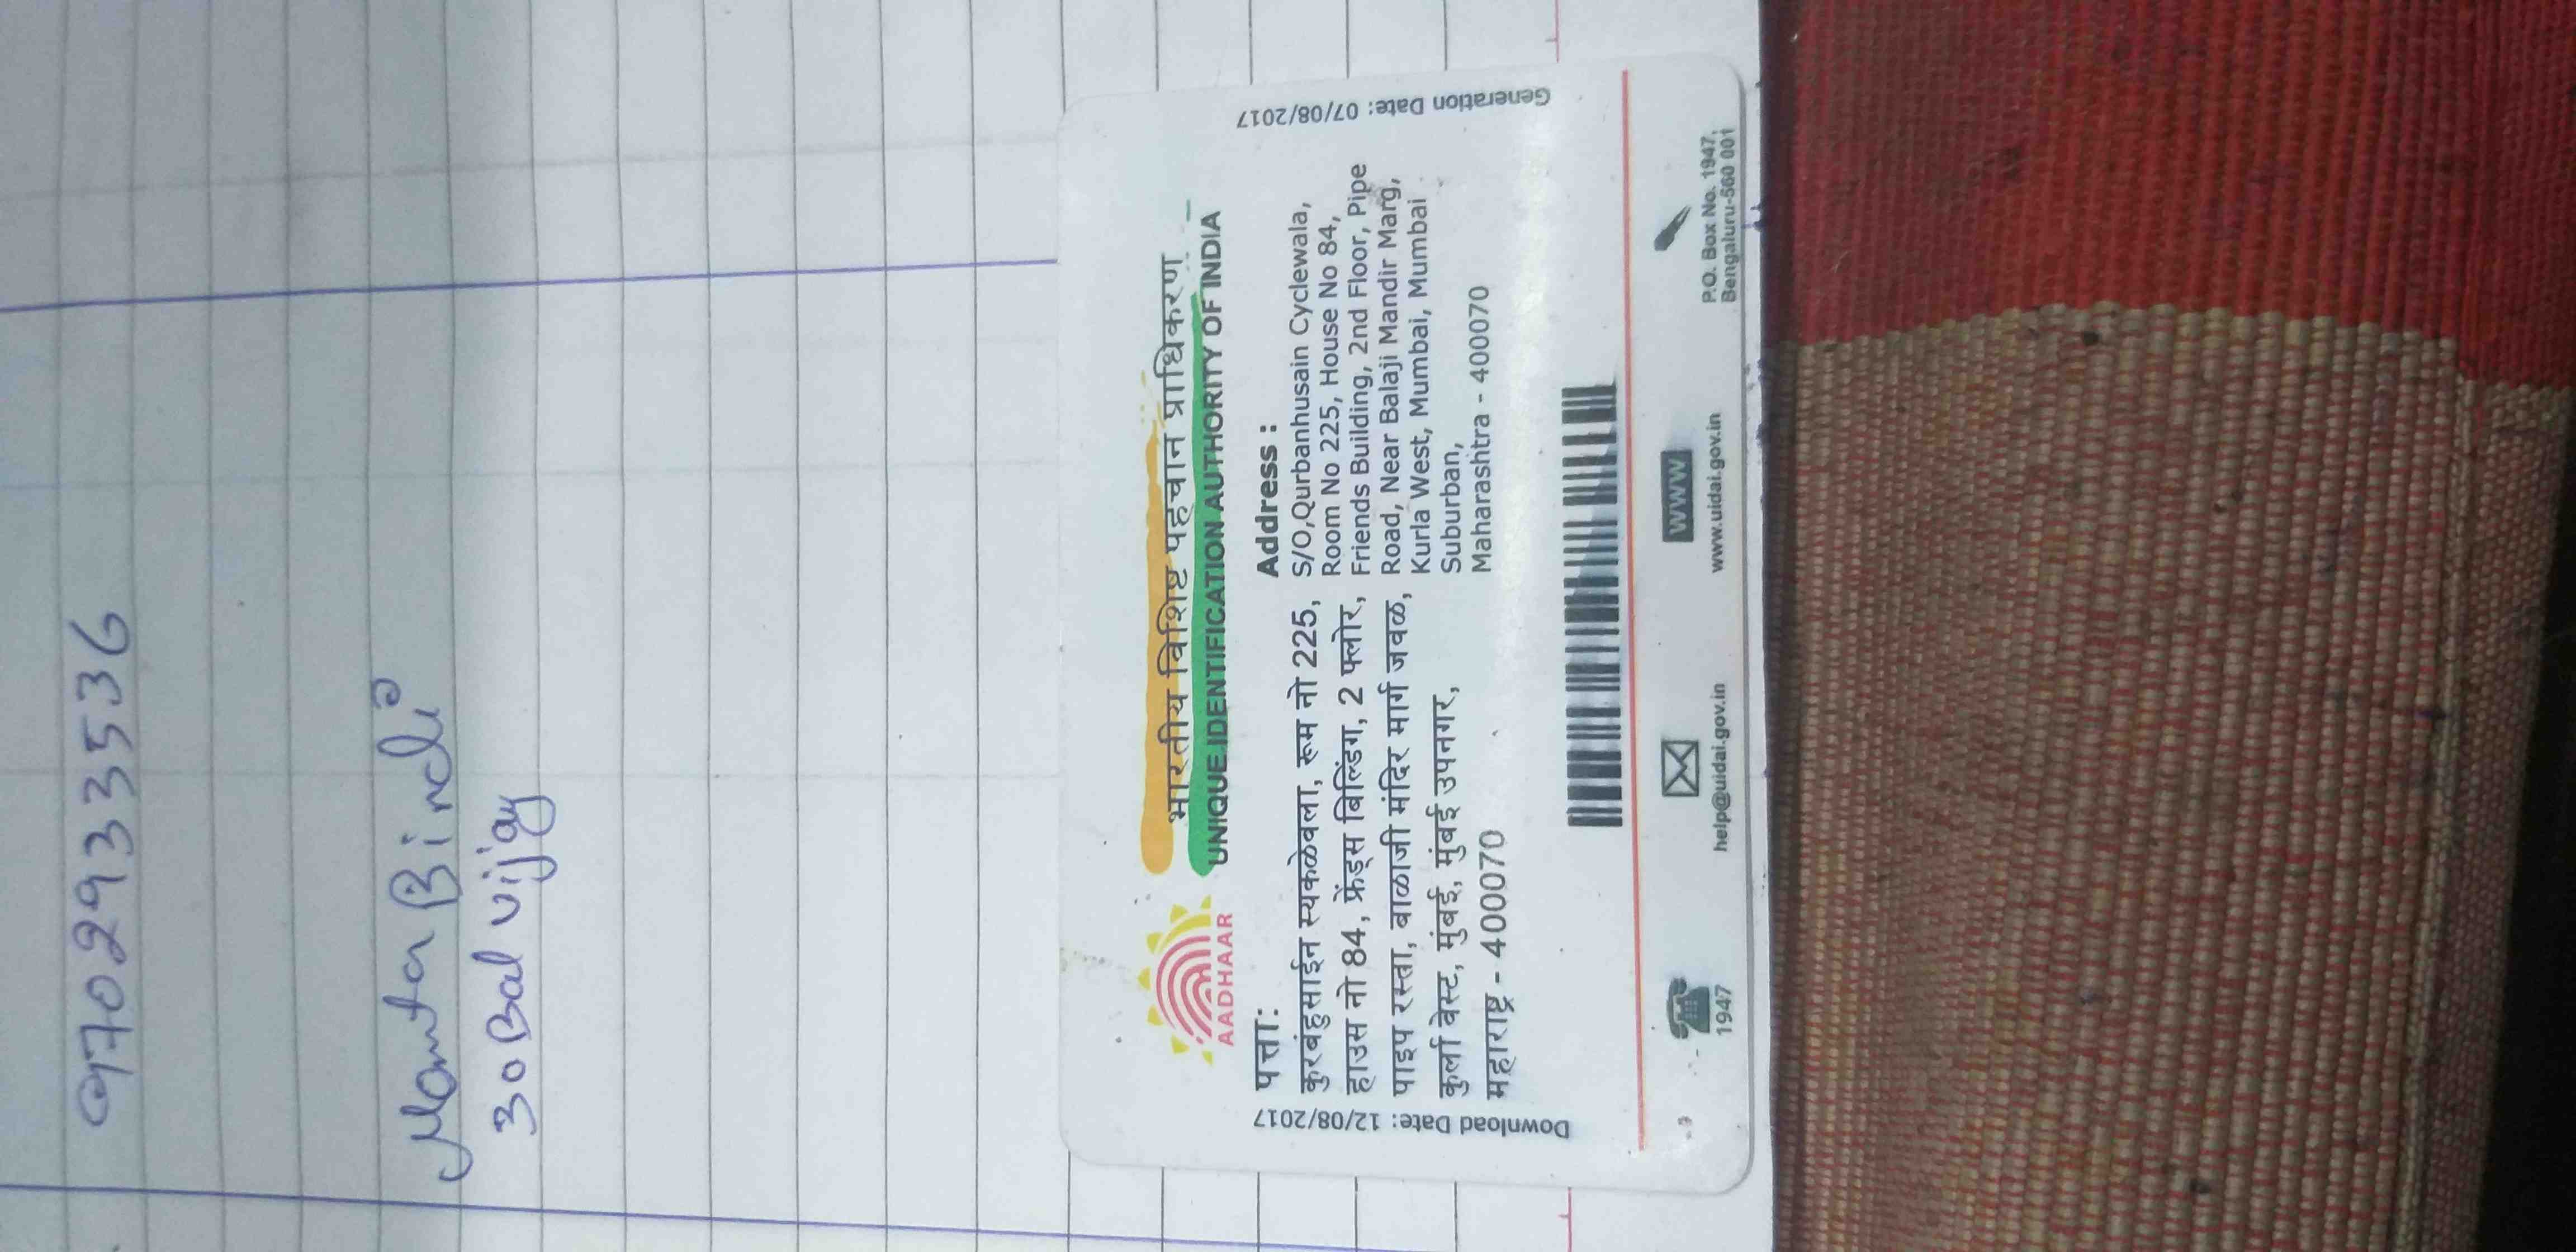 9702933536
Mamta Bindi
30 Bal vijay
भारतीय विशिष्ट पहचान प्राधिकरण
UNIQUE IDENTIFICATION AUTHORITY OF INDIA
AADHAAR
पत्ता:
कुरबंहुसाईन स्यकळेवला, रूम नो 225,
हाउस नो 84, फ्रेंड्स बिल्डिंग, 2 फ्लोर,
पाइप रस्ता, बाळाजी मंदिर मार्ग जवळ,
कुर्ला वेस्ट, मुंबई, मुंबई उपनगर,
महाराष्ट्र - 400070
Address :
S/O,Qurbanhusain Cyclewala,
Room No 225, House No 84,
Friends Building, 2nd Floor, Pipe
Road, Near Balaji Mandir Marg,
Kurla West, Mumbai, Mumbai
Suburban,
Maharashtra - 400070
Download Date: 12/08/2017
Generation Date: 07/08/2017
1947
help@uidai.gov.in
www
www.uidai.gov.in
P.O. Box No. 1947,
Bengaluru-560 001